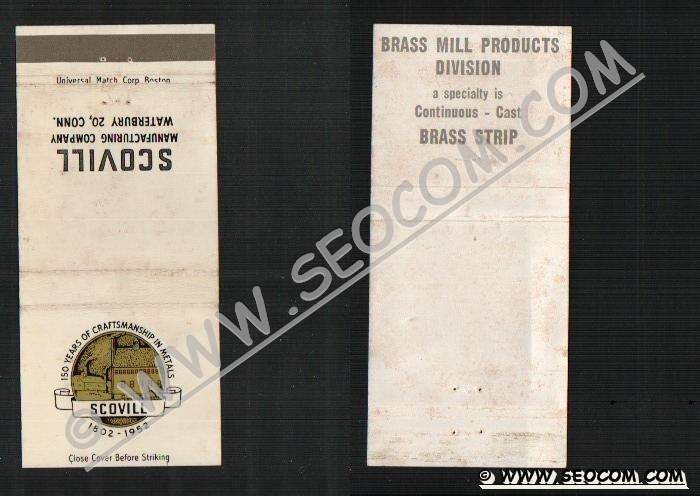 Universal Match Corp. Boston
SCOVILL
MANUFACTURING COMPANY
WATERBURY 20, CONN.
150 YEARS OF CRAFTSMANSHIP IN METALS
SCOVILL
1802 - 1952
Close Cover Before Striking
BRASS MILL PRODUCTS
DIVISION
a specialty is
Continuous - Cast
BRASS STRIP
© WWW.SEOCOM.COM
© WWW.SEOCOM.COM